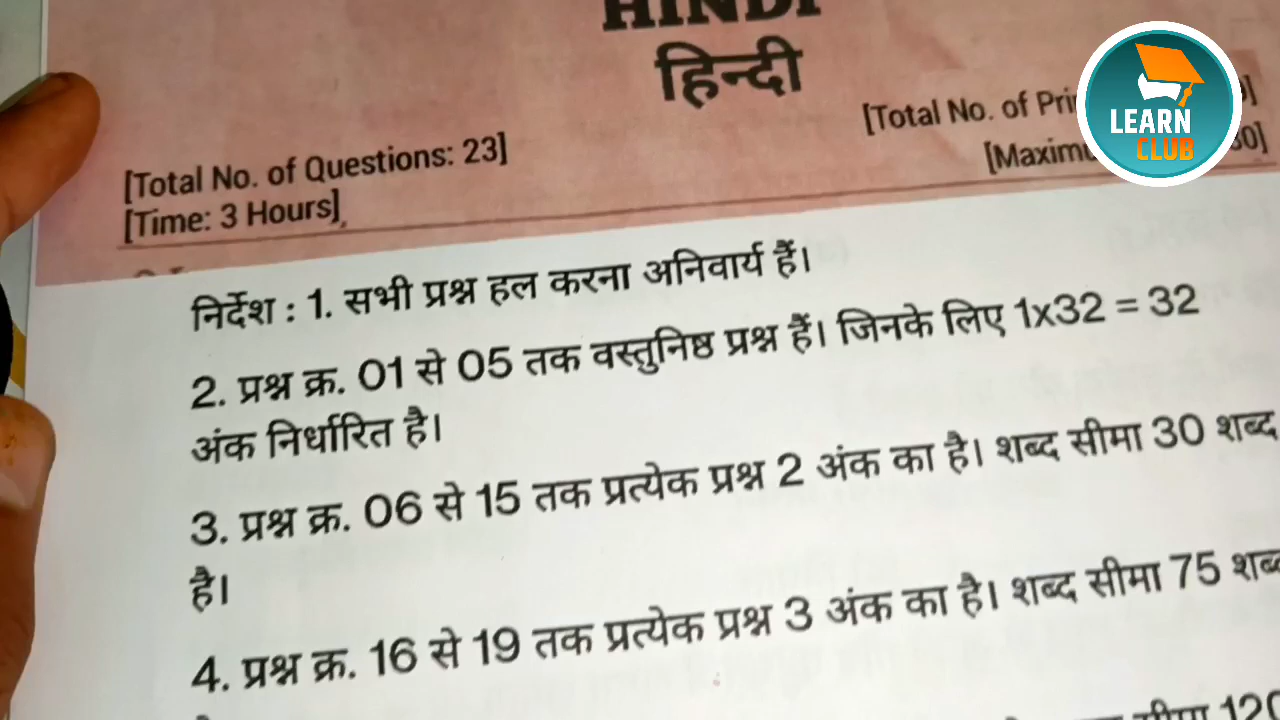 HINDI
हिन्दी
[Total No. of Questions: 23]
[Total No. of
[Time: 3 Hours]
LEARN
CLUB
निर्देश : 1. सभी प्रश्न हल करना अनिवार्य हैं।
2. प्रश्न क्र. 01 से 05 तक वस्तुनिष्ठ प्रश्न हैं। जिनके लिए 1x32 = 32
अंक निर्धारित है।
3. प्रश्न क्र. 06 से 15 तक प्रत्येक प्रश्न 2 अंक का है। शब्द सीमा 30 शब्द
है।
4. प्रश्न क्र. 16 से 19 तक प्रत्येक प्रश्न 3 अंक का है। शब्द सीमा 75
सीमा 120